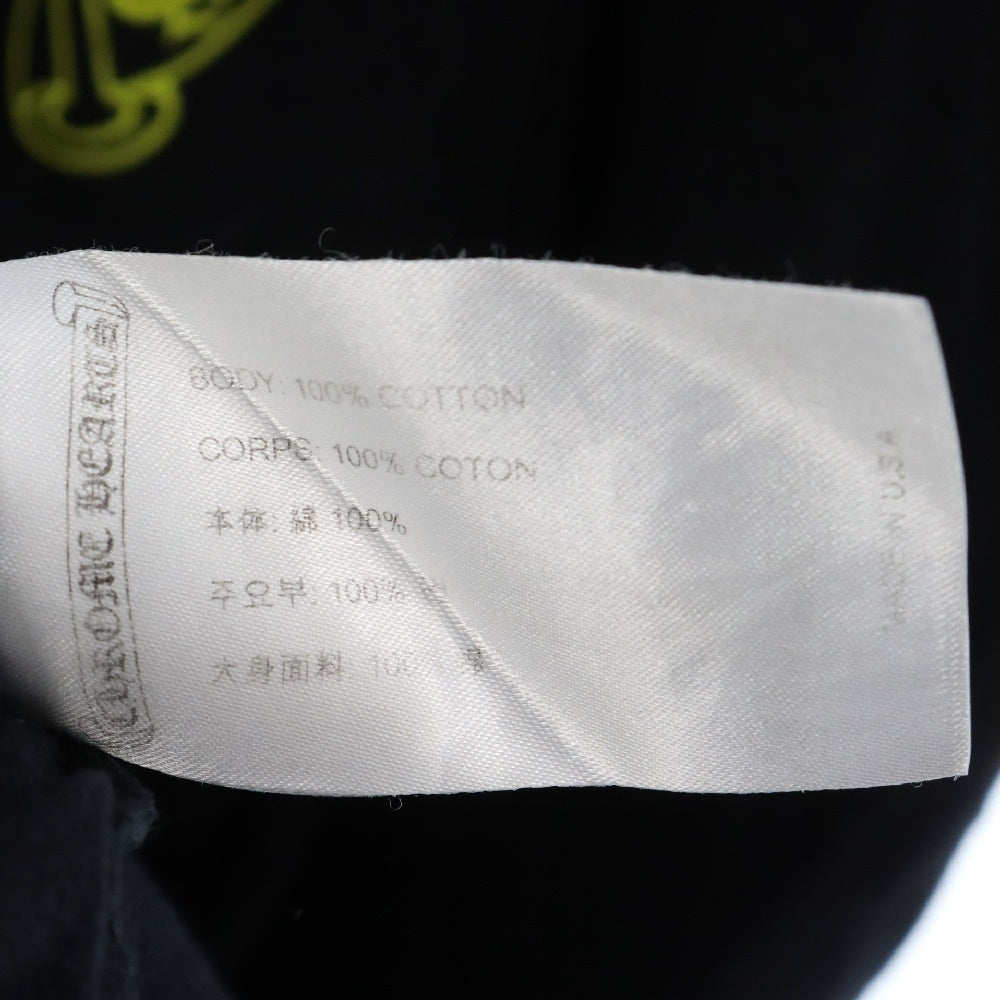 CHROME HEARTS
BODY: 100% COTTON
CORPS: 100% COTON
本体: 綿 100%
주요부: 100%
大身面料: 100%
MADE IN U.S.A